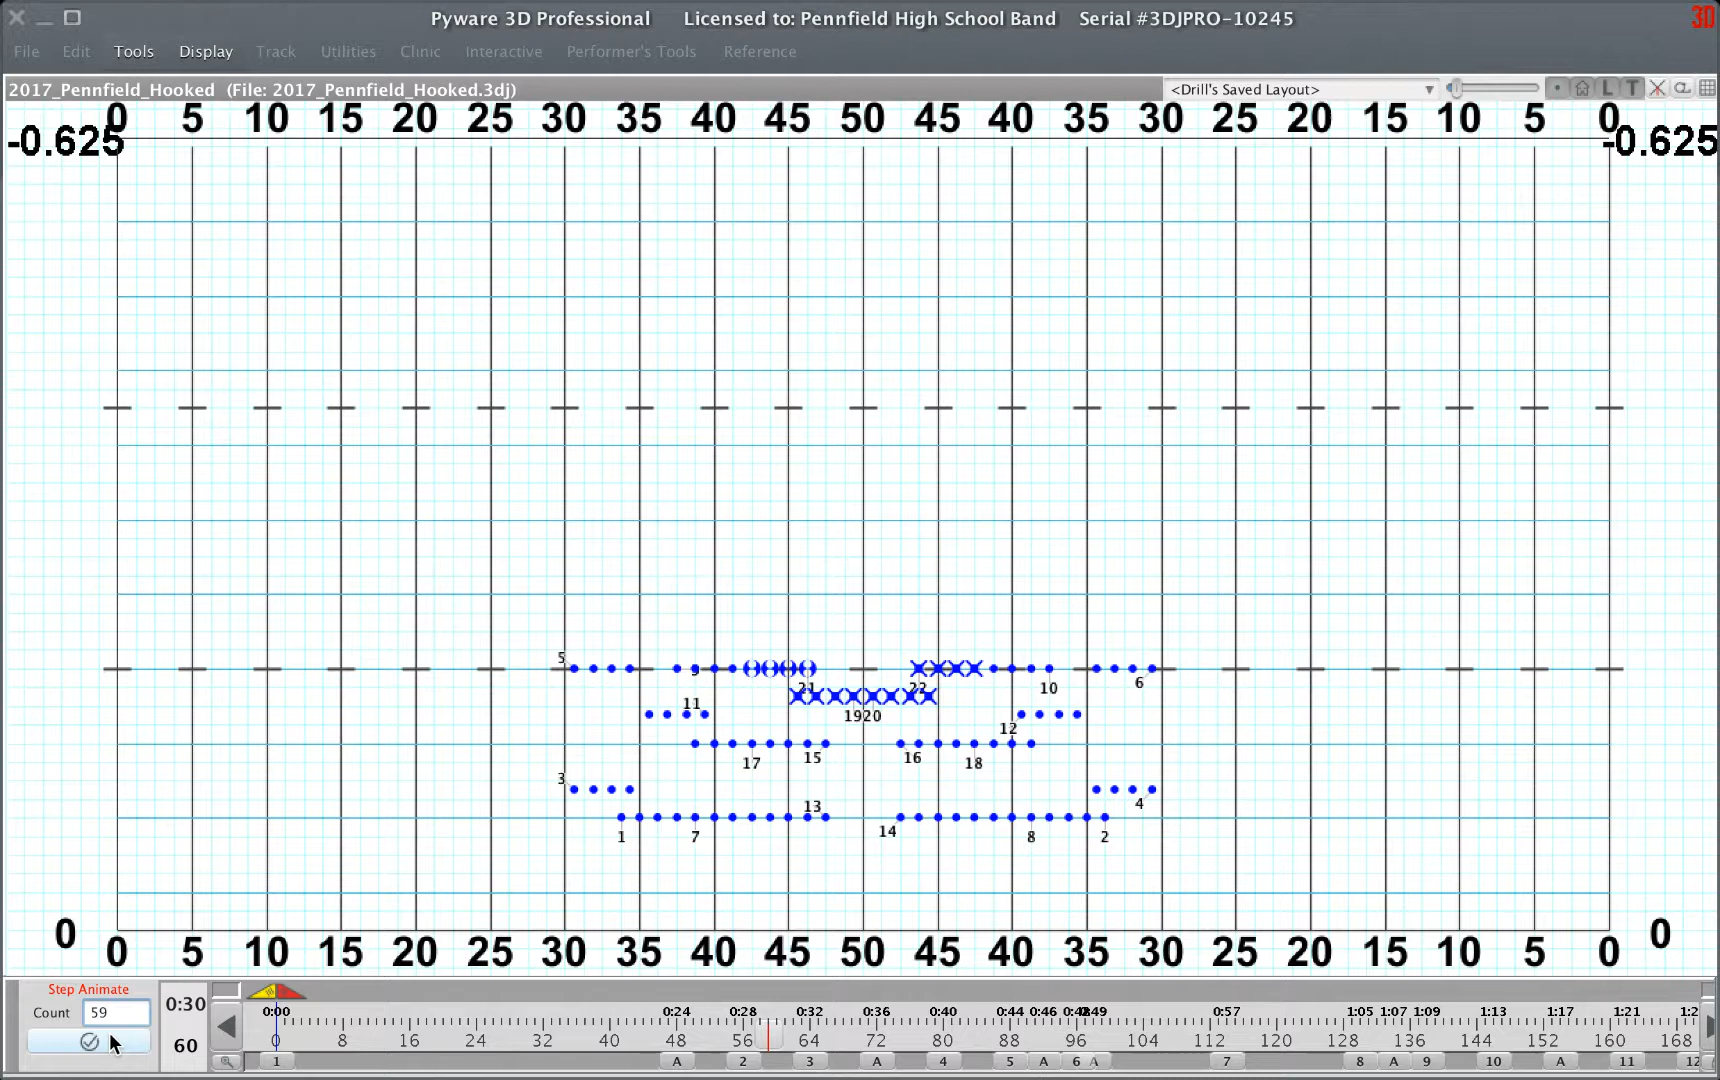 Pyware 3D Professional Licensed to: Pennfield High School Band Serial #3DJPRO-10245
3D
File Edit Tools Display Track Utilities Clinic Interactive Performer's Tools Reference
2017_Pennfield_Hooked (File: 2017_Pennfield_Hooked.3dj) <Drill's Saved Layout> L T
0 5 10 15 20 25 30 35 40 45 50 45 40 35 30 25 20 15 10 5 0
-0.625 -0.625
5 9 21 22 10 6
11 1920 12
17 15 16 18
3 13 4
1 7 14 8 2
0 0
0 5 10 15 20 25 30 35 40 45 50 45 40 35 30 25 20 15 10 5 0
Step Animate
Count 59
0:30
60
0:00 0:24 0:28 0:32 0:36 0:40 0:44 0:46 0:49 0:57 1:05 1:07 1:09 1:13 1:17 1:21
0 8 16 24 32 40 48 56 64 72 80 88 96 104 112 120 128 136 144 152 160 168
1 A 2 3 A 4 5 A 6 A 7 8 A 9 10 A 11 12